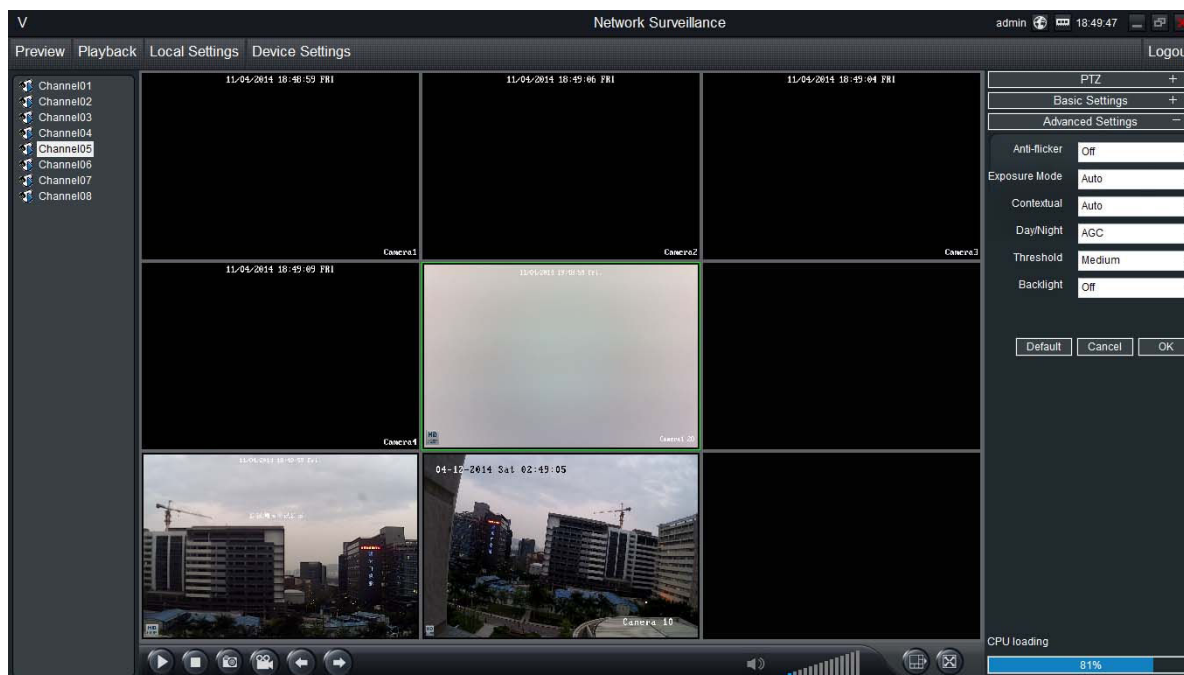 V Network Surveillance admin 18:49:47
Preview Playback Local Settings Device Settings Logou
Channel01
Channel02
Channel03
Channel04
Channel05
Channel06
Channel07
Channel08
11/04/2014 18:48:59 FRI
Camera1
11/04/2014 18:49:06 FRI
Camera2
11/04/2014 18:49:04 FRI
Camera3
11/04/2014 18:49:09 FRI
Camera4
HD
04-12-2014 Sat 02:49:05
Camera 10
PTZ +
Basic Settings +
Advanced Settings −
Anti-flicker Off
Exposure Mode Auto
Contextual Auto
Day/Night AGC
Threshold Medium
Backlight Off
Default Cancel OK
CPU loading
81%